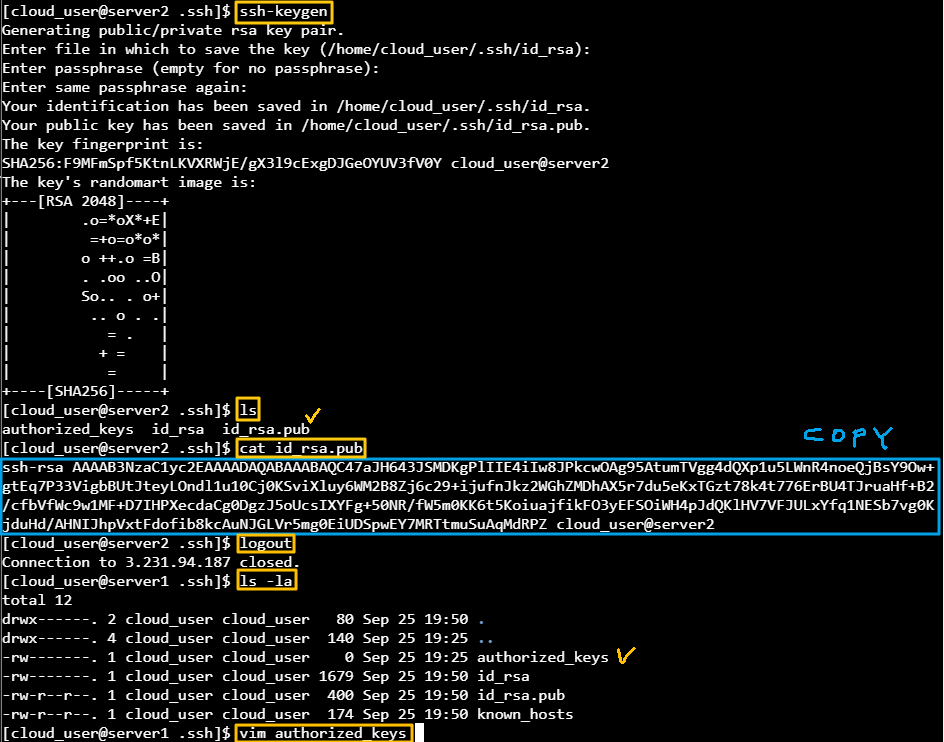 [cloud_user@server2 .ssh]$ ssh-keygen
Generating public/private rsa key pair.
Enter file in which to save the key (/home/cloud_user/.ssh/id_rsa):
Enter passphrase (empty for no passphrase):
Enter same passphrase again:
Your identification has been saved in /home/cloud_user/.ssh/id_rsa.
Your public key has been saved in /home/cloud_user/.ssh/id_rsa.pub.
The key fingerprint is:
SHA256:F9MFmSpf5KtnLKVXRWjE/gX3l9cExgDJGeOYUV3fV0Y cloud_user@server2
The key's randomart image is:
+---[RSA 2048]----+
|         .o=*oX*+E|
|          =+o=o*o*|
|         o ++.o =B|
|         . .oo ..O|
|         So.. . o+|
|          .. o . .|
|            = .   |
|           + =    |
|            =     |
+----[SHA256]-----+
[cloud_user@server2 .ssh]$ ls
authorized_keys  id_rsa  id_rsa.pub
[cloud_user@server2 .ssh]$ cat id_rsa.pub
COPY
ssh-rsa AAAAB3NzaC1yc2EAAAADAQABAAABAQC47aJH643JSMDKgPlIIE4iIw8JPkcwOAg95AtumTVgg4dQXp1u5LWnR4noeQjBsY9Ow+
gtEq7P33VigbBUtJteyLOndl1u10Cj0KSviXluy6WM2B8Zj6c29+ijufnJkz2WGhZMDhAX5r7du5eKxTGzt78k4t776ErBU4TJruaHf+B2
/cfbVfWc9w1MF+D7IHPXecdaCg0DgzJ5oUcsIXYFg+50NR/fW5m0KK6t5KoiuajfikFO3yEFSOiWH4pJdQKlHV7VFJULxYfq1NESb7vg0K
jduHd/AHNIJhpVxtFdofib8kcAuNJGLVr5mg0EiUDSpwEY7MRTtmuSuAqMdRPZ cloud_user@server2
[cloud_user@server2 .ssh]$ logout
Connection to 3.231.94.187 closed.
[cloud_user@server1 .ssh]$ ls -la
total 12
drwx------. 2 cloud_user cloud_user   80 Sep 25 19:50 .
drwx------. 4 cloud_user cloud_user  140 Sep 25 19:25 ..
-rw-------. 1 cloud_user cloud_user    0 Sep 25 19:25 authorized_keys
-rw-------. 1 cloud_user cloud_user 1679 Sep 25 19:50 id_rsa
-rw-r--r--. 1 cloud_user cloud_user  400 Sep 25 19:50 id_rsa.pub
-rw-r--r--. 1 cloud_user cloud_user  174 Sep 25 19:50 known_hosts
[cloud_user@server1 .ssh]$ vim authorized_keys